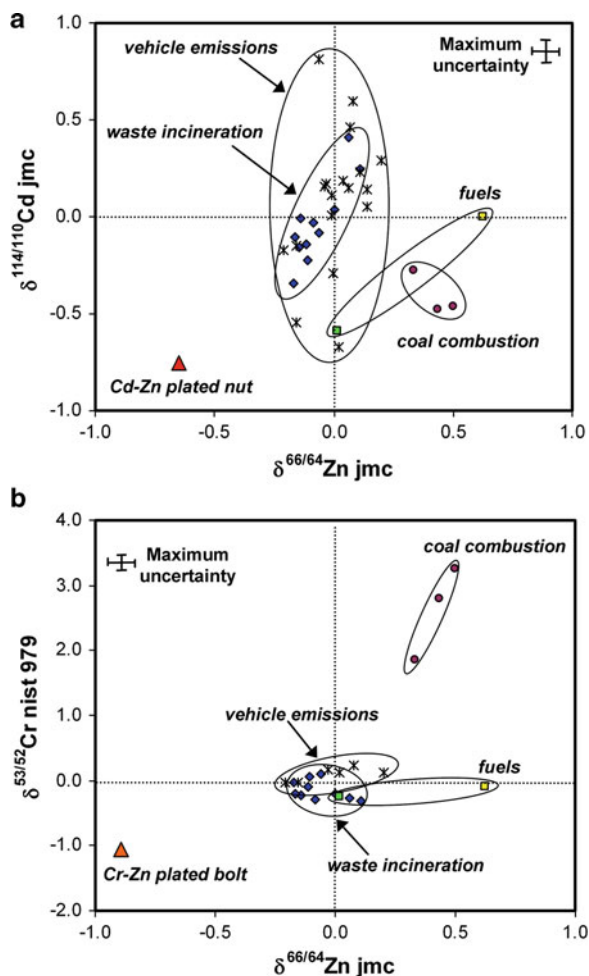 a
vehicle emissions
Maximum
uncertainty
waste incineration
fuels
coal combustion
Cd-Zn plated nut
1.0
0.5
0.0
-0.5
-1.0
δ114/110Cd jmc
-1.0 -0.5 0.0 0.5 1.0
δ66/64Zn jmc
b
Maximum
uncertainty
coal combustion
vehicle emissions
fuels
waste incineration
Cr-Zn plated bolt
4.0
3.0
2.0
1.0
0.0
-1.0
-2.0
δ53/52Cr nist 979
-1.0 -0.5 0.0 0.5 1.0
δ66/64Zn jmc